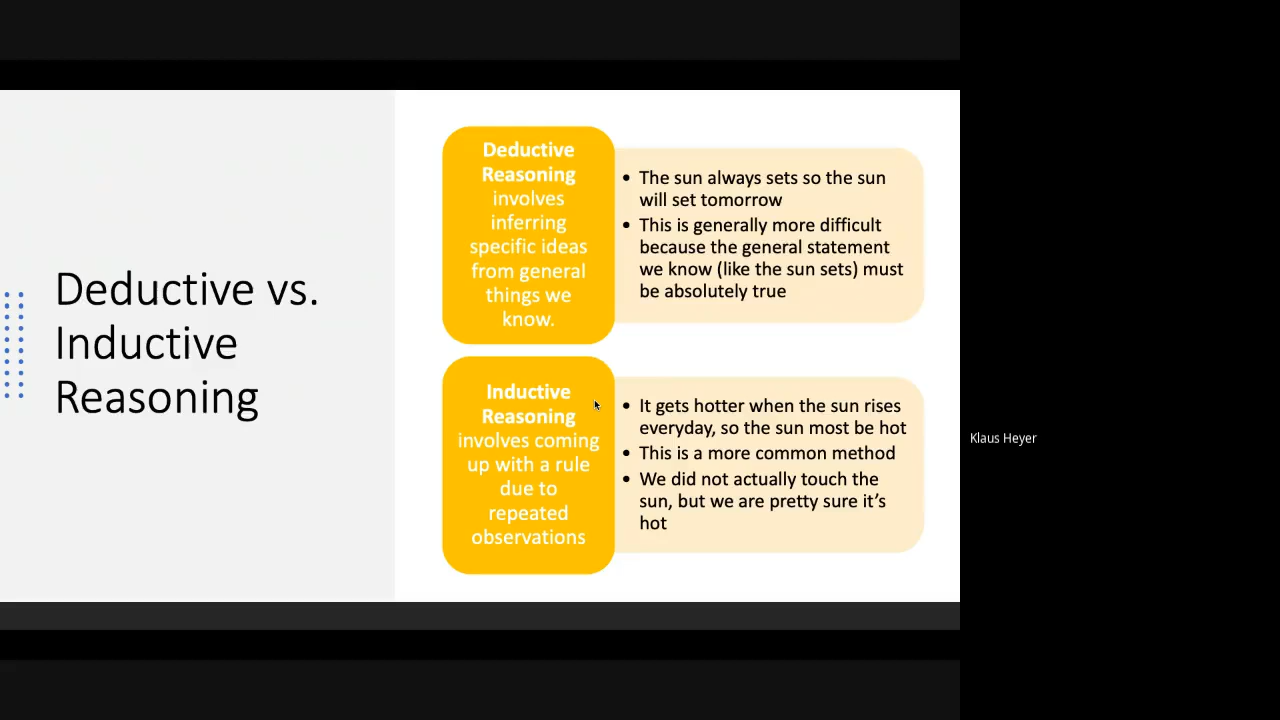 Deductive vs.
Inductive
Reasoning
Deductive
Reasoning
involves
inferring
specific ideas
from general
things we
know.
• The sun always sets so the sun
will set tomorrow
• This is generally more difficult
because the general statement
we know (like the sun sets) must
be absolutely true
Inductive
Reasoning
involves coming
up with a rule
due to
repeated
observations
• It gets hotter when the sun rises
everyday, so the sun most be hot
• This is a more common method
• We did not actually touch the
sun, but we are pretty sure it’s
hot
Klaus Heyer